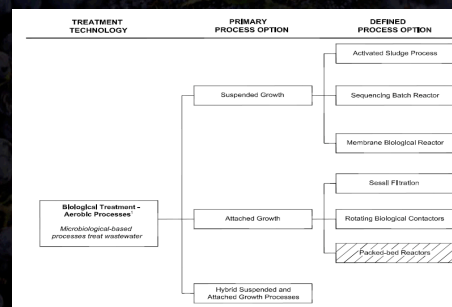 TREATMENT
TECHNOLOGY
PRIMARY
PROCESS OPTION
DEFINED
PROCESS OPTION
Activated Sludge Process
Suspended Growth
Sequencing Batch Reactor
Membrane Biological Reactor
Biological Treatment –
Aerobic Processes¹
Microbiological-based
processes treat wastewater
Sesail Filtration
Attached Growth
Rotating Biological Contactors
Packed-bed Reactors
Hybrid Suspended and
Attached Growth Processes